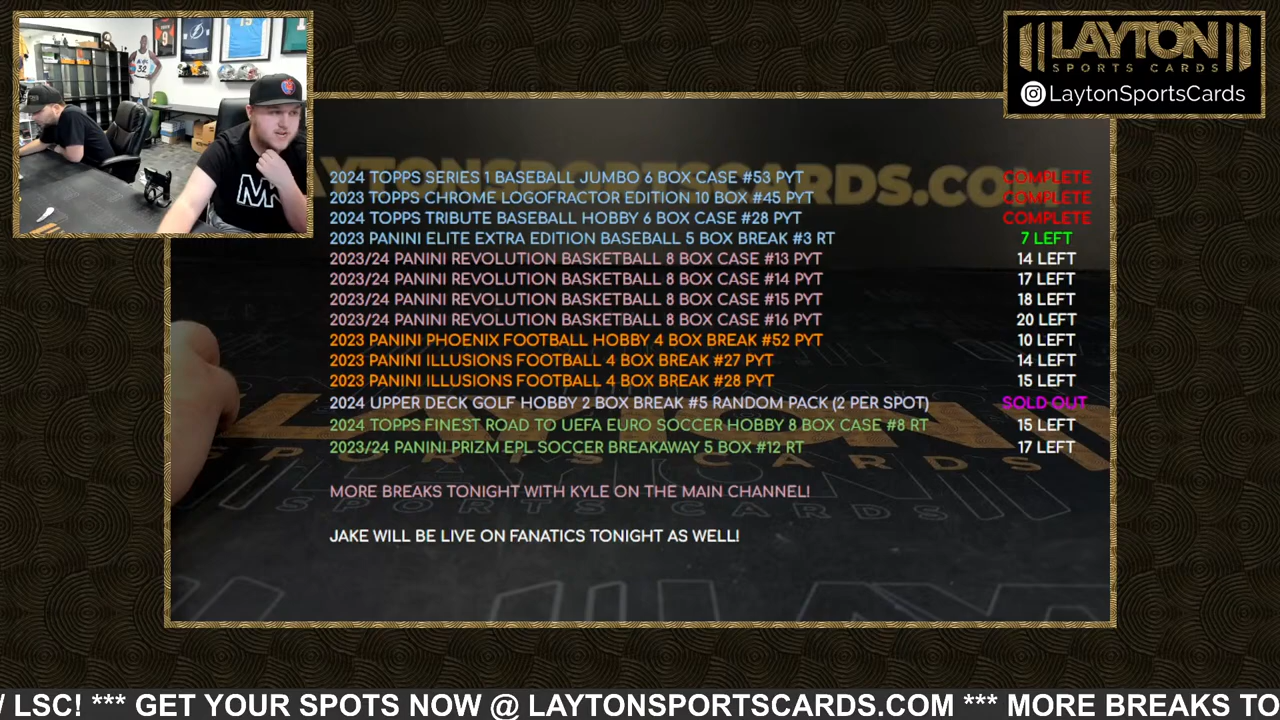 LAYTON
SPORTS CARDS
LaytonSportsCards
LAYTONSPORTSCARDS.CO
2024 TOPPS SERIES 1 BASEBALL JUMBO 6 BOX CASE #53 PYT COMPLETE
2023 TOPPS CHROME LOGOFRACTOR EDITION 10 BOX #45 PYT COMPLETE
2024 TOPPS TRIBUTE BASEBALL HOBBY 6 BOX CASE #28 PYT COMPLETE
2023 PANINI ELITE EXTRA EDITION BASEBALL 5 BOX BREAK #3 RT 7 LEFT
2023/24 PANINI REVOLUTION BASKETBALL 8 BOX CASE #13 PYT 14 LEFT
2023/24 PANINI REVOLUTION BASKETBALL 8 BOX CASE #14 PYT 17 LEFT
2023/24 PANINI REVOLUTION BASKETBALL 8 BOX CASE #15 PYT 18 LEFT
2023/24 PANINI REVOLUTION BASKETBALL 8 BOX CASE #16 PYT 20 LEFT
2023 PANINI PHOENIX FOOTBALL HOBBY 4 BOX BREAK #52 PYT 10 LEFT
2023 PANINI ILLUSIONS FOOTBALL 4 BOX BREAK #27 PYT 14 LEFT
2023 PANINI ILLUSIONS FOOTBALL 4 BOX BREAK #28 PYT 15 LEFT
2024 UPPER DECK GOLF HOBBY 2 BOX BREAK #5 RANDOM PACK (2 PER SPOT) SOLD OUT
2024 TOPPS FINEST ROAD TO UEFA EURO SOCCER HOBBY 8 BOX CASE #8 RT 15 LEFT
2023/24 PANINI PRIZM EPL SOCCER BREAKAWAY 5 BOX #12 RT 17 LEFT
MORE BREAKS TONIGHT WITH KYLE ON THE MAIN CHANNEL!
JAKE WILL BE LIVE ON FANATICS TONIGHT AS WELL!
/ LSC! *** GET YOUR SPOTS NOW @ LAYTONSPORTSCARDS.COM *** MORE BREAKS TO